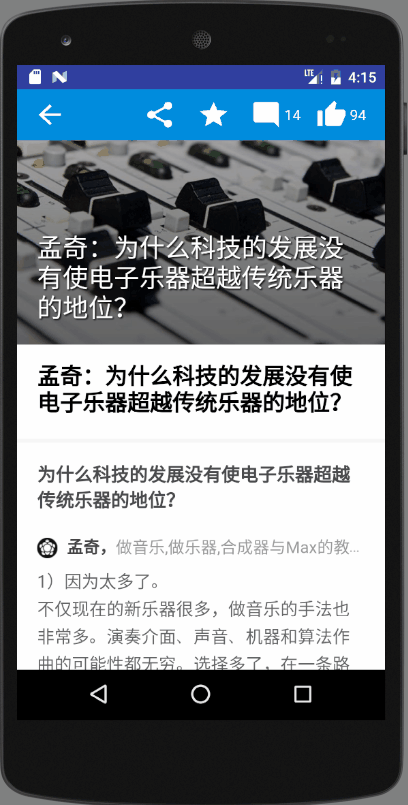 LTE 4:15
14 94
孟奇：为什么科技的发展没
有使电子乐器超越传统乐器
的地位？
孟奇：为什么科技的发展没有使
电子乐器超越传统乐器的地位？
为什么科技的发展没有使电子乐器超越
传统乐器的地位？
孟奇，做音乐,做乐器,合成器与Max的教...
1）因为太多了。
不仅现在的新乐器很多，做音乐的手法也
非常多。演奏介面、声音、机器和算法作
曲的可能性都无穷。选择多了，在一条路